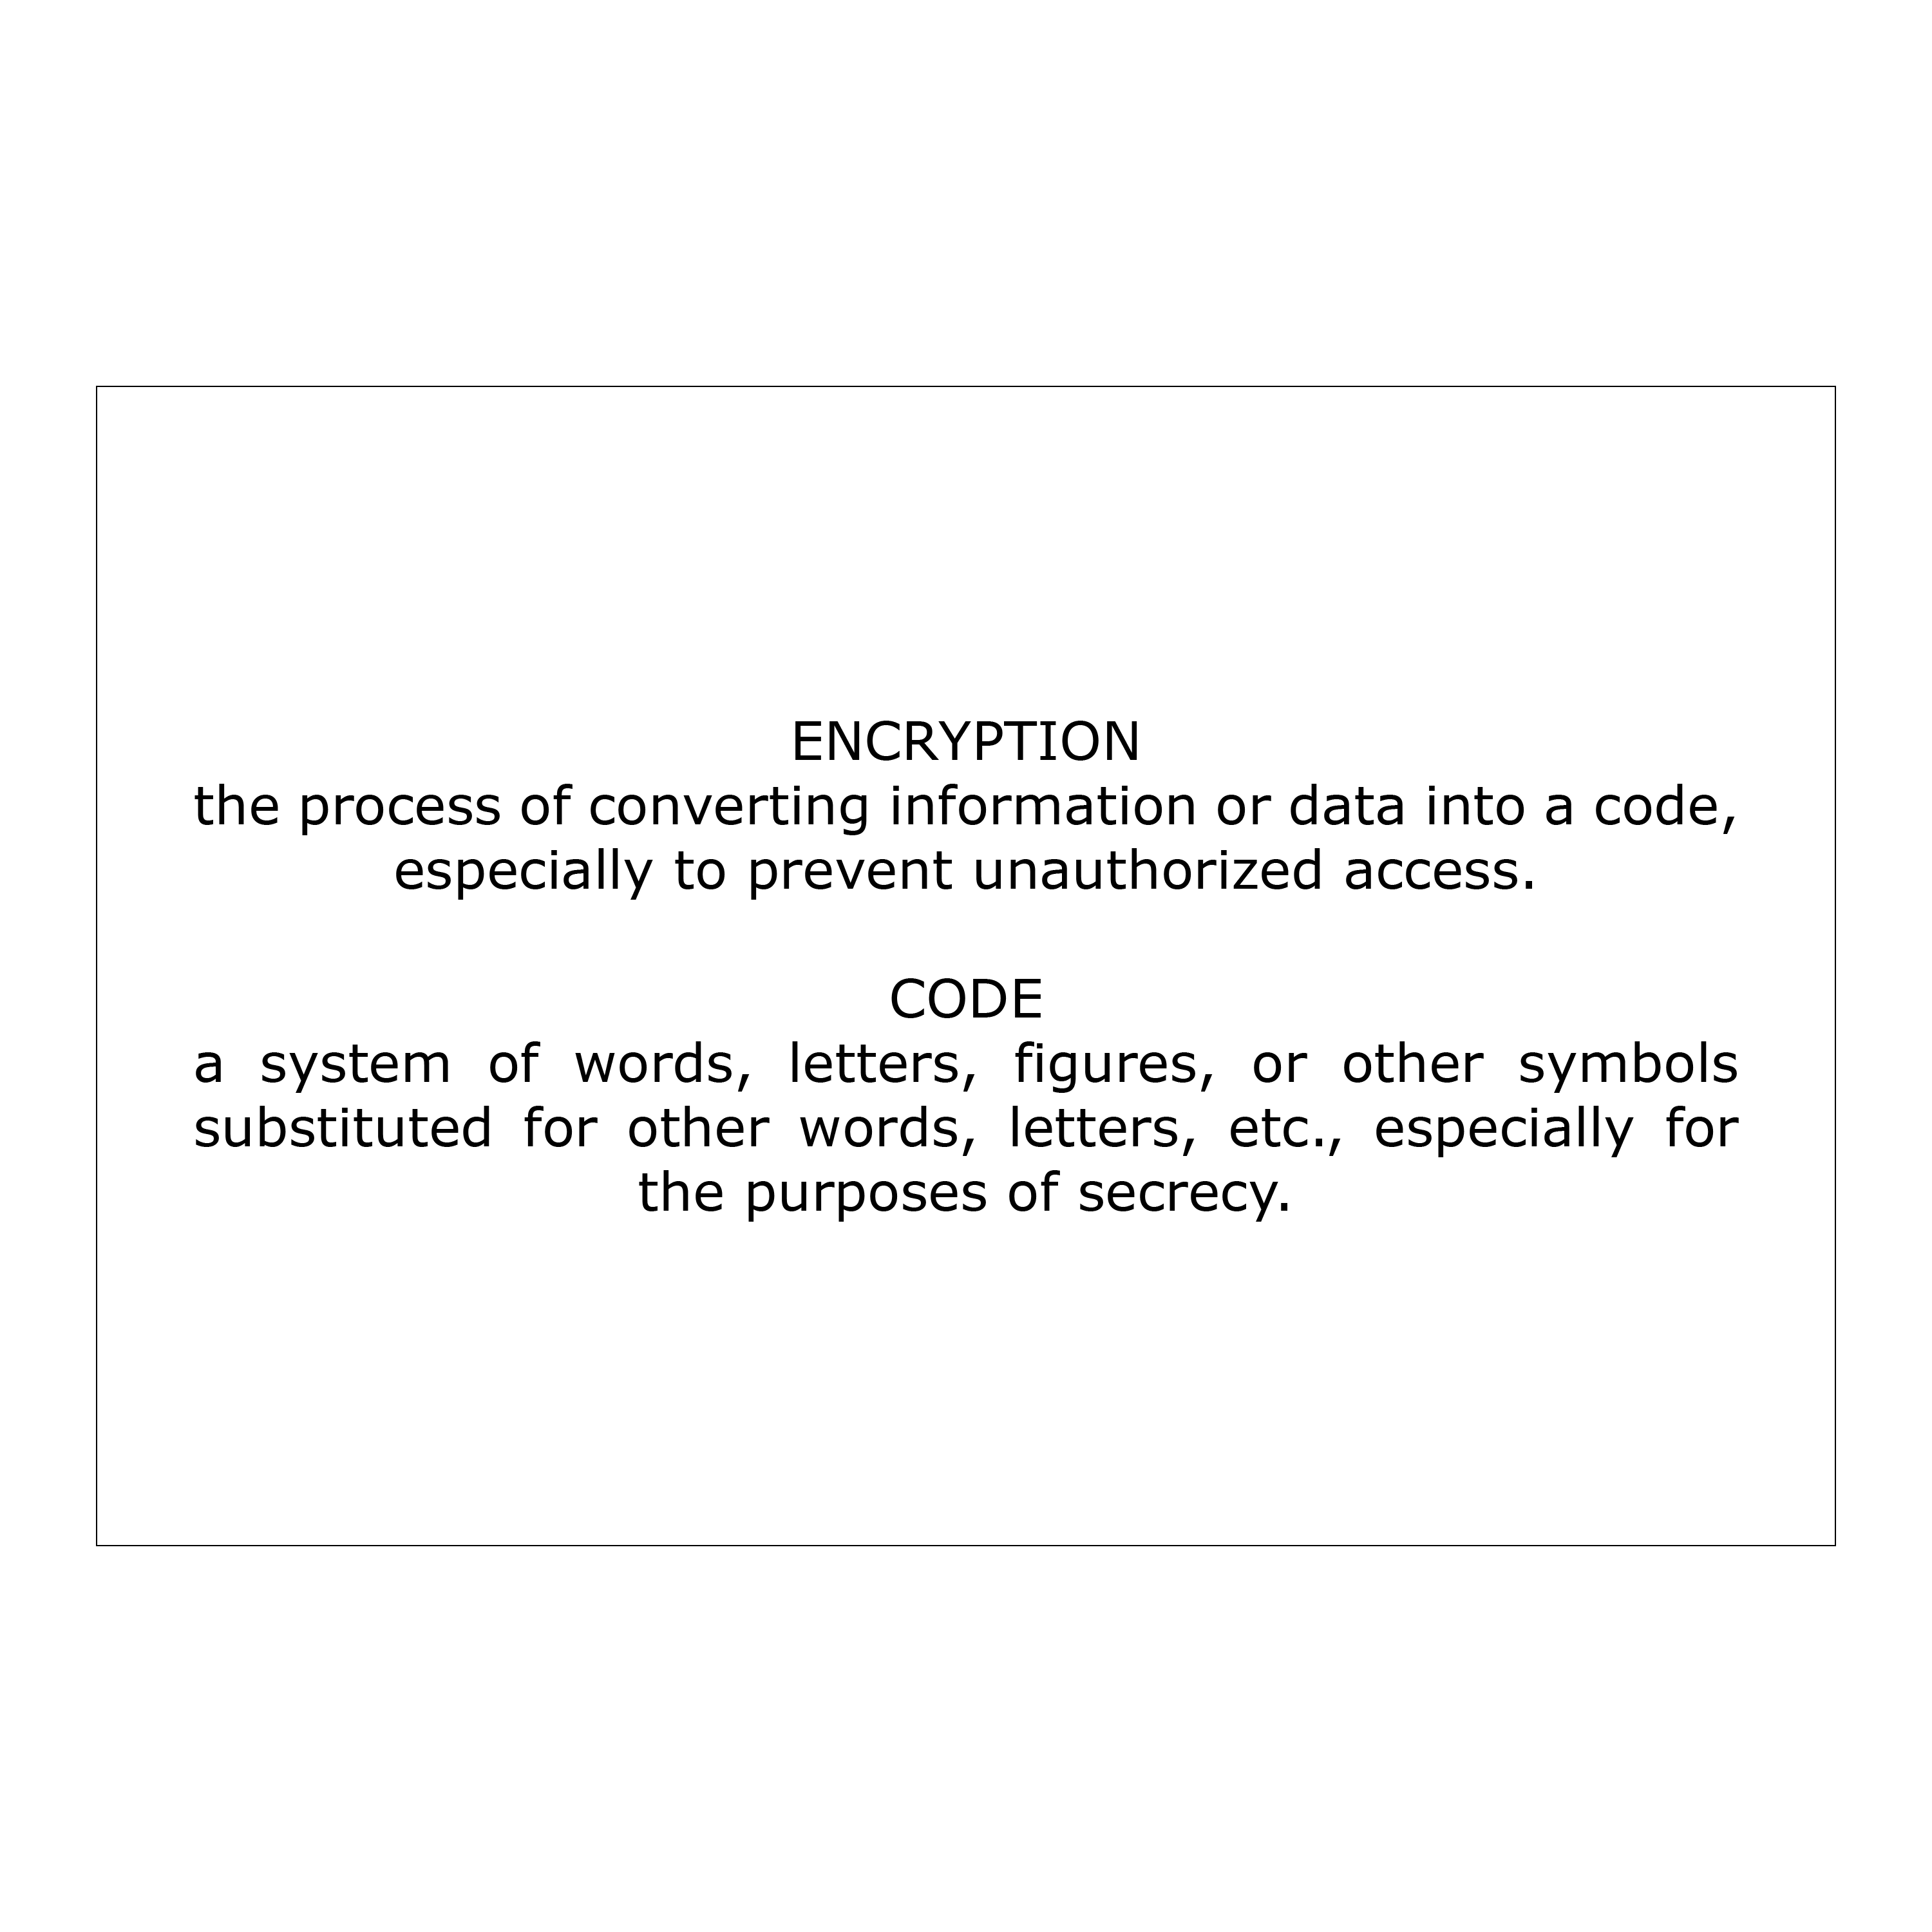 ENCRYPTION
the process of converting information or data into a code,
especially to prevent unauthorized access.
CODE
a system of words, letters, figures, or other symbols
substituted for other words, letters, etc., especially for
the purposes of secrecy.